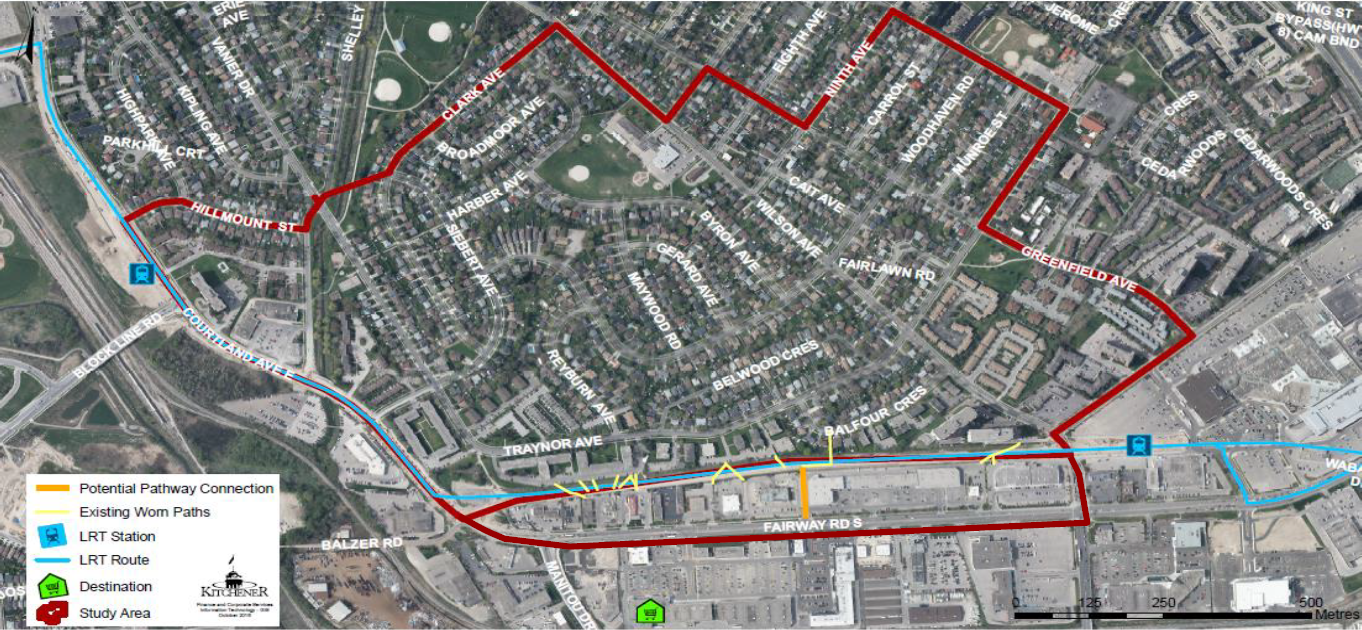 ERIE
AVE
SHELLEY
VANIER DR
KIPLING AVE
HIGHPARK AVE
PARKHILL CRT
HILLMOUNT ST
CLARK AVE
BROADMOOR AVE
HARBER AVE
SIEBERT AVE
EIGHTH AVE
NINTH AVE
CARROL ST
WOODHAVEN RD
MUNROE ST
JEROME
CRES
KING ST
BYPASS(HWY
8) CAM BND
CRES
CEDARWOODS
CEDARWOODS CRES
CAIT AVE
WILSON AVE
BYRON AVE
GERARD AVE
MAYWOOD RD
FAIRLAWN RD
GREENFIELD AVE
BLOCK LINE RD
COURTLAND AVE E
REYBURN AVE
BELWOOD CRES
BALFOUR CRES
TRAYNOR AVE
FAIRWAY RD S
BALZER RD
MANITOU DR
WABA
D
Potential Pathway Connection
Existing Worn Paths
LRT Station
LRT Route
Destination
Study Area
KITCHENER
Finance and Corporate Services
Information Technology - GIS
0 125 250 500
Metres